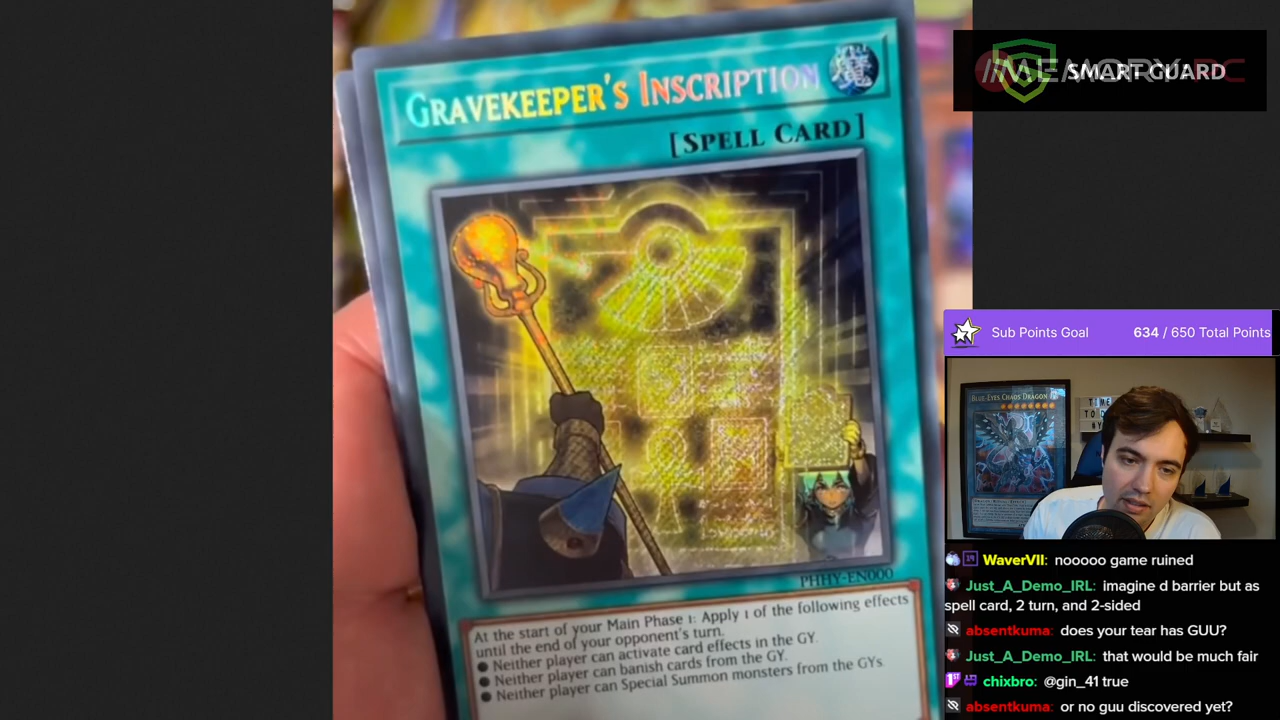 GRAVEKEEPER'S INSCRIPTION
魔
[SPELL CARD]
PHHY-EN000
At the start of your Main Phase 1: Apply 1 of the following effects
until the end of your opponent's turn.
● Neither player can activate card effects in the GY.
● Neither player can banish cards from the GY.
● Neither player can Special Summon monsters from the GYs
SMART GUARD
Sub Points Goal 634 / 650 Total Points
BLUE-EYES CHAOS DRAGON
WaverVII: nooooo game ruined
Just_A_Demo_IRL: imagine d barrier but as
spell card, 2 turn, and 2-sided
absentkuma: does your tear has GUU?
Just_A_Demo_IRL: that would be much fair
1ST chixbro: @gin_41 true
absentkuma: or no guu discovered yet?